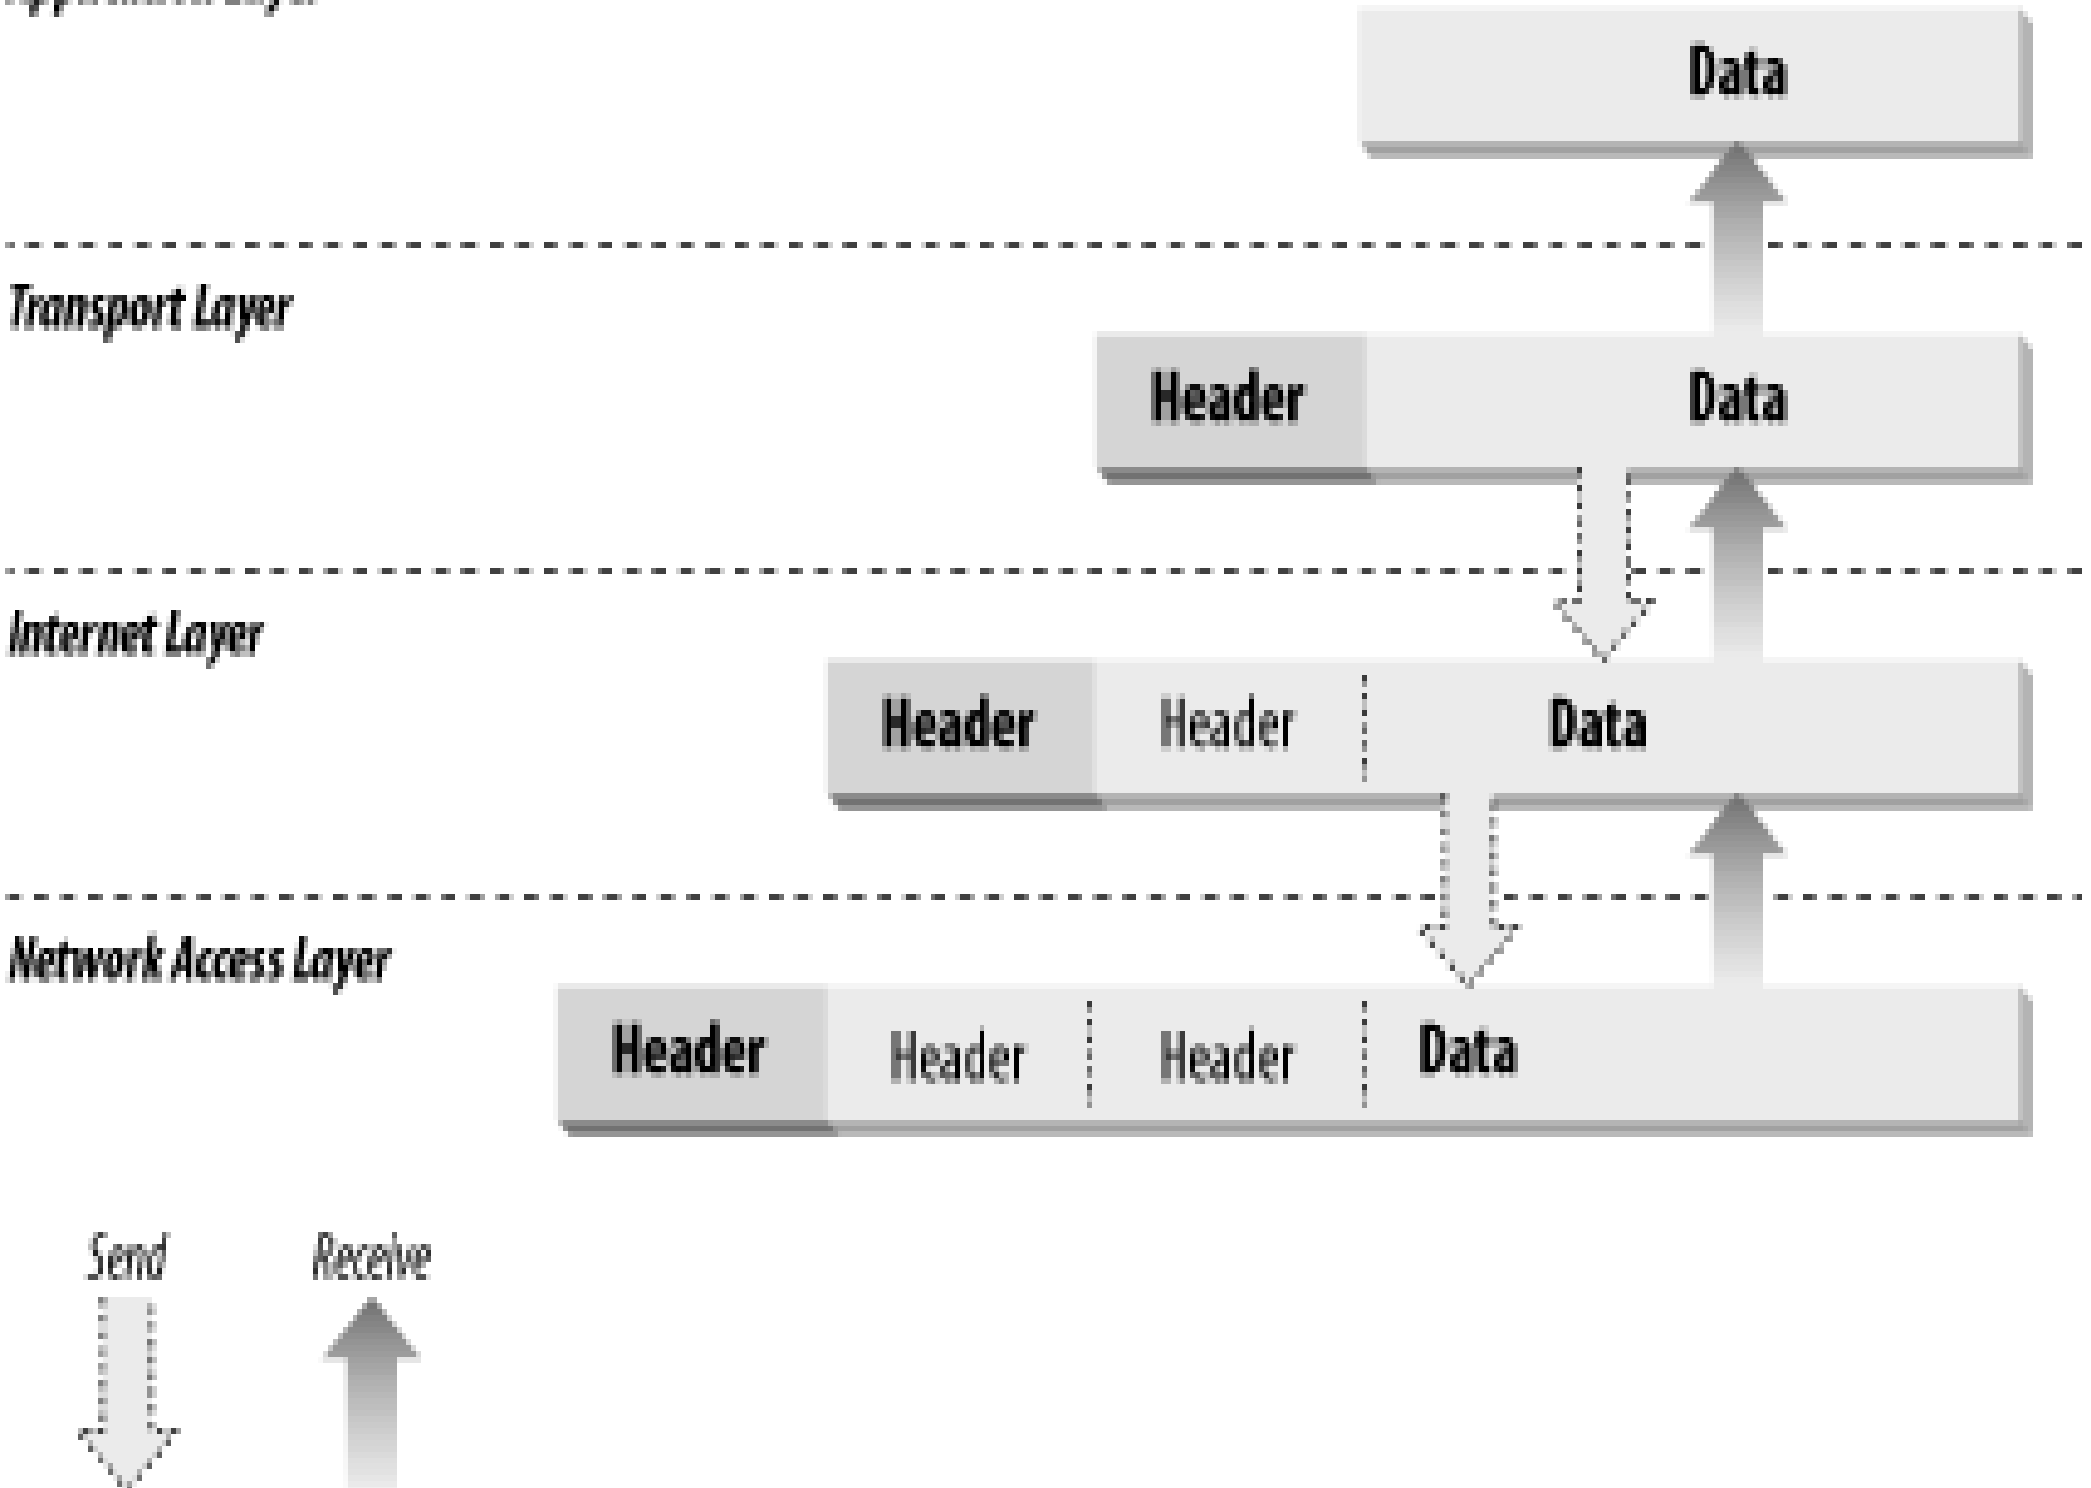 Data
Transport Layer
Header Data
Internet Layer
Header Header Data
Network Access Layer
Header Header Header Data
Send Receive